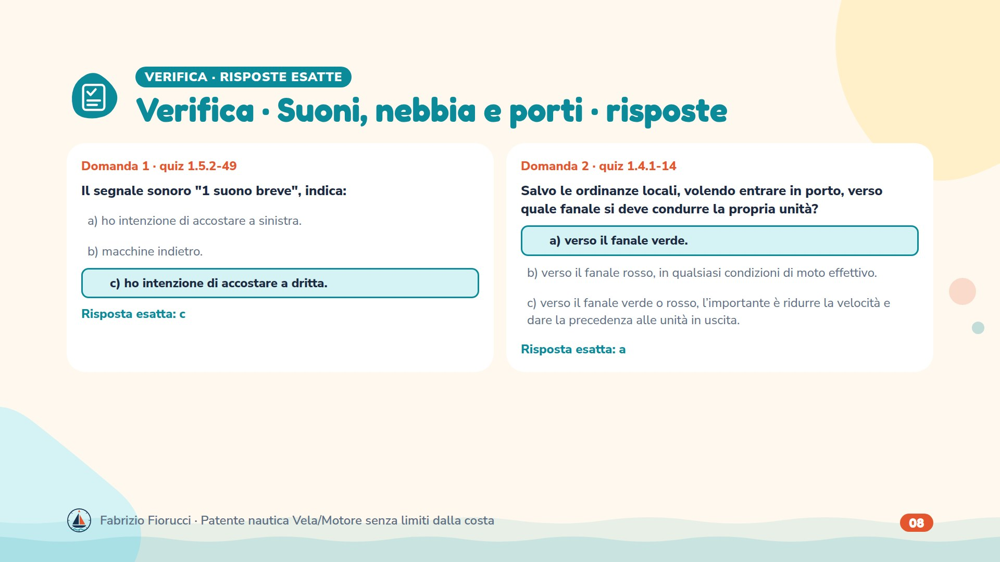 VERIFICA · RISPOSTE ESATTE
Verifica · Suoni, nebbia e porti · risposte
Domanda 1 · quiz 1.5.2-49
Il segnale sonoro "1 suono breve", indica:
a) ho intenzione di accostare a sinistra.
b) macchine indietro.
c) ho intenzione di accostare a dritta.
Risposta esatta: c
Domanda 2 · quiz 1.4.1-14
Salvo le ordinanze locali, volendo entrare in porto, verso
quale fanale si deve condurre la propria unità?
a) verso il fanale verde.
b) verso il fanale rosso, in qualsiasi condizioni di moto effettivo.
c) verso il fanale verde o rosso, l’importante è ridurre la velocità e
dare la precedenza alle unità in uscita.
Risposta esatta: a
Fabrizio Fiorucci · Patente nautica Vela/Motore senza limiti dalla costa
08